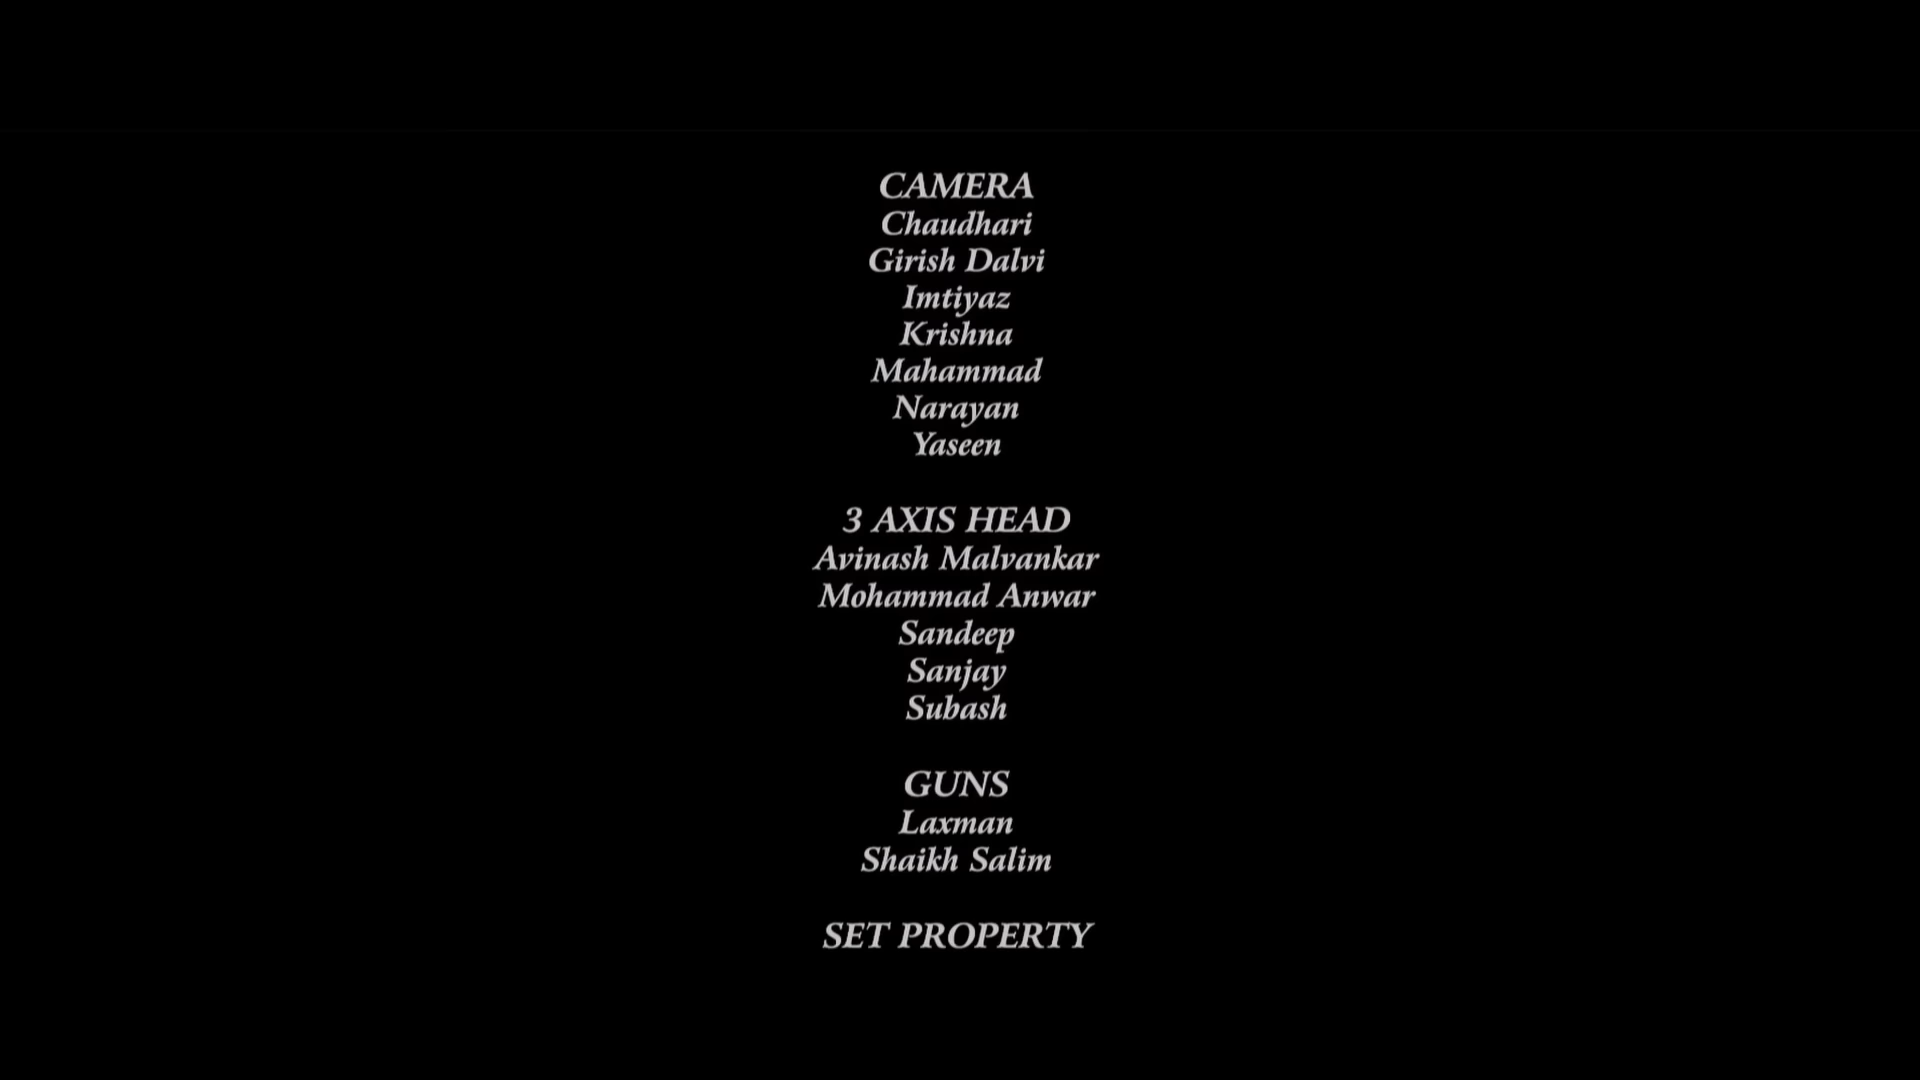 CAMERA
Chaudhari
Girish Dalvi
Imtiyaz
Krishna
Mahammad
Narayan
Yaseen
3 AXIS HEAD
Avinash Malvankar
Mohammad Anwar
Sandeep
Sanjay
Subash
GUNS
Laxman
Shaikh Salim
SET PROPERTY